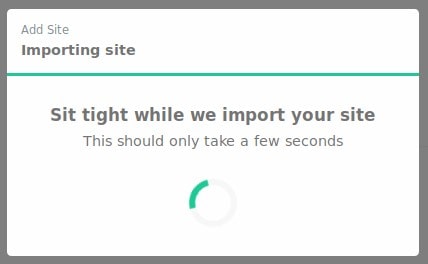 Add Site
Importing site
Sit tight while we import your site
This should only take a few seconds